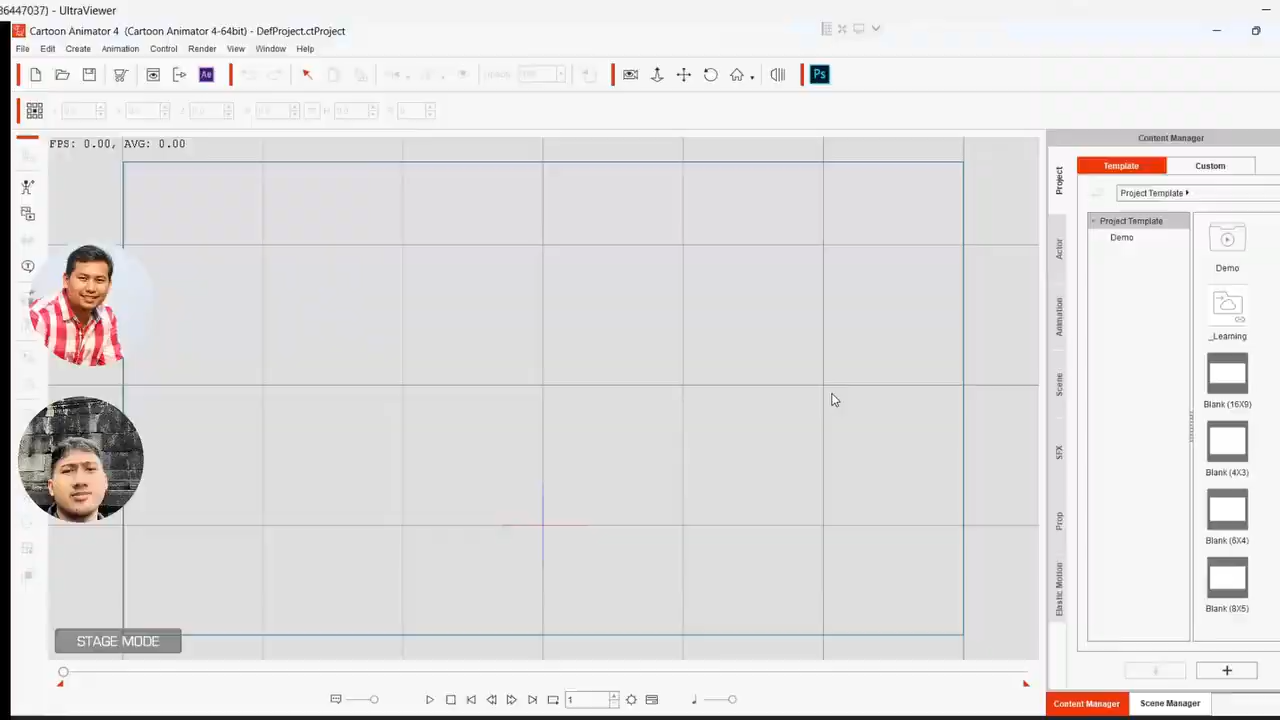 36447037) - UltraViewer
Cartoon Animator 4 (Cartoon Animator 4-64bit) - DefProject.ctProject
File Edit Create Animation Control Render View Window Help
Ae
Ps
FPS: 0.00, AVG: 0.00
Content Manager
Template Custom
Project Template
Project Template
Demo
Demo
_Learning
Blank (16X9)
Blank (4X3)
Blank (6X4)
Blank (8X5)
Project
Actor
Animation
Scene
SFX
Prop
Elastic Motion
STAGE MODE
1
Content Manager Scene Manager